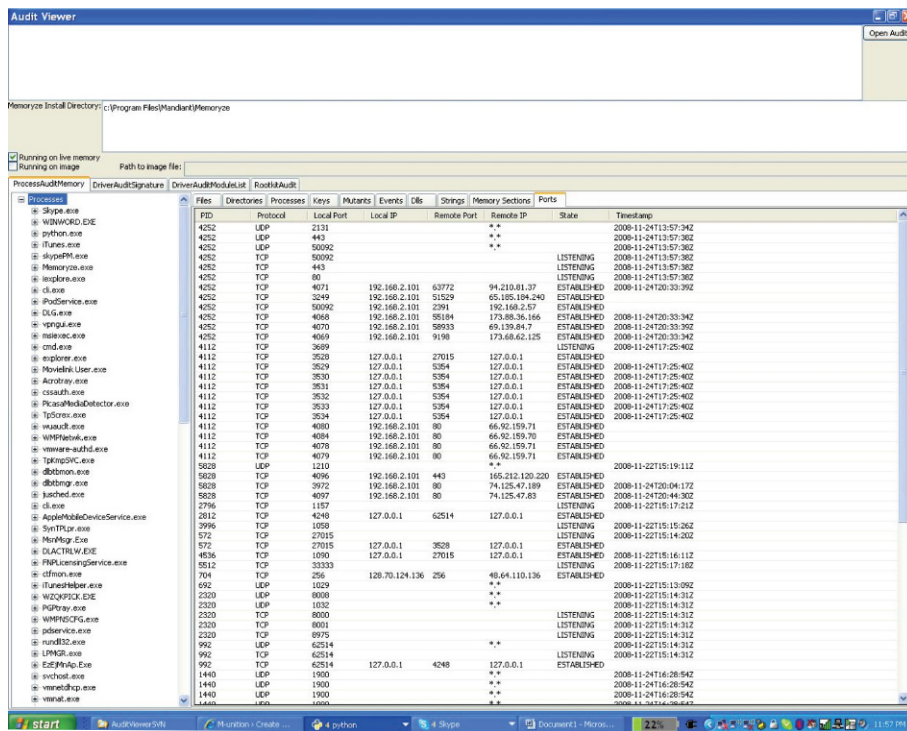 Audit Viewer
Open Audit
Memoryze Install Directory: c:\Program Files\Mandiant\Memoryze
Running on live memory
Running on image Path to image file:
ProcessAuditMemory DriverAuditSignature DriverAuditModuleList RootkitAudit
Processes
Skype.exe
WINWORD.EXE
python.exe
iTunes.exe
skypePM.exe
Memoryze.exe
iexplore.exe
cli.exe
iPodService.exe
DLG.exe
vpngui.exe
msiexec.exe
cmd.exe
explorer.exe
Movielink User.exe
Acrotray.exe
cssauth.exe
PicasaMediaDetector.exe
TpScrex.exe
wuauclt.exe
WMPNetwk.exe
vmware-authd.exe
TpKmpSVC.exe
dbtbmon.exe
dbtbmgr.exe
jusched.exe
cli.exe
AppleMobileDeviceService.exe
SynTPLpr.exe
MsnMsgr.Exe
DLACTRLW.EXE
FNPLicensingService.exe
ctfmon.exe
iTunesHelper.exe
WZQKPICK.EXE
PGPtray.exe
WMPNSCFG.exe
pdservice.exe
rundll32.exe
LPMGR.exe
EzEjMnAp.Exe
svchost.exe
vmnetdhcp.exe
vmnat.exe
Files Directories Processes Keys Mutants Events Dlls Strings Memory Sections Ports
PID Protocol Local Port Local IP Remote Port Remote IP State Timestamp
4252 UDP 2131 *.* 2008-11-24T13:57:34Z
4252 UDP 443 *.* 2008-11-24T13:57:38Z
4252 UDP 50092 *.* 2008-11-24T13:57:38Z
4252 TCP 50092 LISTENING 2008-11-24T13:57:38Z
4252 TCP 443 LISTENING 2008-11-24T13:57:38Z
4252 TCP 80 LISTENING 2008-11-24T13:57:38Z
4252 TCP 4071 192.168.2.101 63772 94.210.81.37 ESTABLISHED 2008-11-24T20:33:39Z
4252 TCP 3249 192.168.2.101 51529 65.185.184.240 ESTABLISHED
4252 TCP 50092 192.168.2.101 2391 192.168.2.57 ESTABLISHED
4252 TCP 4068 192.168.2.101 55184 173.88.36.166 ESTABLISHED 2008-11-24T20:33:34Z
4252 TCP 4070 192.168.2.101 58933 69.139.84.7 ESTABLISHED 2008-11-24T20:33:39Z
4252 TCP 4069 192.168.2.101 9198 173.68.62.125 ESTABLISHED 2008-11-24T20:33:34Z
4112 TCP 3689 LISTENING 2008-11-24T17:25:40Z
4112 TCP 3528 127.0.0.1 27015 127.0.0.1 ESTABLISHED
4112 TCP 3529 127.0.0.1 5354 127.0.0.1 ESTABLISHED 2008-11-24T17:25:40Z
4112 TCP 3530 127.0.0.1 5354 127.0.0.1 ESTABLISHED 2008-11-24T17:25:40Z
4112 TCP 3531 127.0.0.1 5354 127.0.0.1 ESTABLISHED 2008-11-24T17:25:40Z
4112 TCP 3532 127.0.0.1 5354 127.0.0.1 ESTABLISHED 2008-11-24T17:25:40Z
4112 TCP 3533 127.0.0.1 5354 127.0.0.1 ESTABLISHED 2008-11-24T17:25:40Z
4112 TCP 3534 127.0.0.1 5354 127.0.0.1 ESTABLISHED 2008-11-24T17:25:40Z
4112 TCP 4080 192.168.2.101 80 66.92.159.71 ESTABLISHED
4112 TCP 4084 192.168.2.101 80 66.92.159.70 ESTABLISHED
4112 TCP 4078 192.168.2.101 80 66.92.159.71 ESTABLISHED
4112 TCP 4079 192.168.2.101 80 66.92.159.71 ESTABLISHED
5828 UDP 1210 *.* 2008-11-22T15:19:11Z
5828 TCP 4096 192.168.2.101 443 165.212.120.220 ESTABLISHED
5828 TCP 3972 192.168.2.101 80 74.125.47.189 ESTABLISHED 2008-11-24T20:04:17Z
5828 TCP 4097 192.168.2.101 80 74.125.47.83 ESTABLISHED 2008-11-24T20:44:30Z
2796 TCP 1157 LISTENING 2008-11-22T15:17:21Z
2812 TCP 4248 127.0.0.1 62514 127.0.0.1 ESTABLISHED
3996 TCP 1058 LISTENING 2008-11-22T15:15:26Z
572 TCP 27015 LISTENING 2008-11-22T15:14:20Z
572 TCP 27015 127.0.0.1 3528 127.0.0.1 ESTABLISHED
4536 TCP 1090 127.0.0.1 27015 127.0.0.1 ESTABLISHED 2008-11-22T15:16:11Z
5512 TCP 33333 LISTENING 2008-11-22T15:17:18Z
704 TCP 256 128.70.124.136 256 48.64.110.136 ESTABLISHED
692 UDP 1029 *.* 2008-11-22T15:13:09Z
2320 UDP 8008 *.* 2008-11-22T15:14:31Z
2320 UDP 1032 *.* 2008-11-22T15:14:31Z
2320 TCP 8000 LISTENING 2008-11-22T15:14:31Z
2320 TCP 8001 LISTENING 2008-11-22T15:14:31Z
2320 TCP 8975 LISTENING 2008-11-22T15:14:31Z
992 UDP 62514 *.* 2008-11-22T15:14:31Z
992 TCP 62514 LISTENING 2008-11-22T15:14:31Z
992 TCP 62514 127.0.0.1 4248 127.0.0.1 ESTABLISHED
1440 UDP 1900 *.* 2008-11-24T16:28:54Z
1440 UDP 1900 *.* 2008-11-24T16:28:54Z
1440 UDP 1900 *.* 2008-11-24T16:28:54Z
start AuditViewerSVN M-unition › Create ... 4 python 4 Skype Document1 - Micros... 22% 11:57 PM